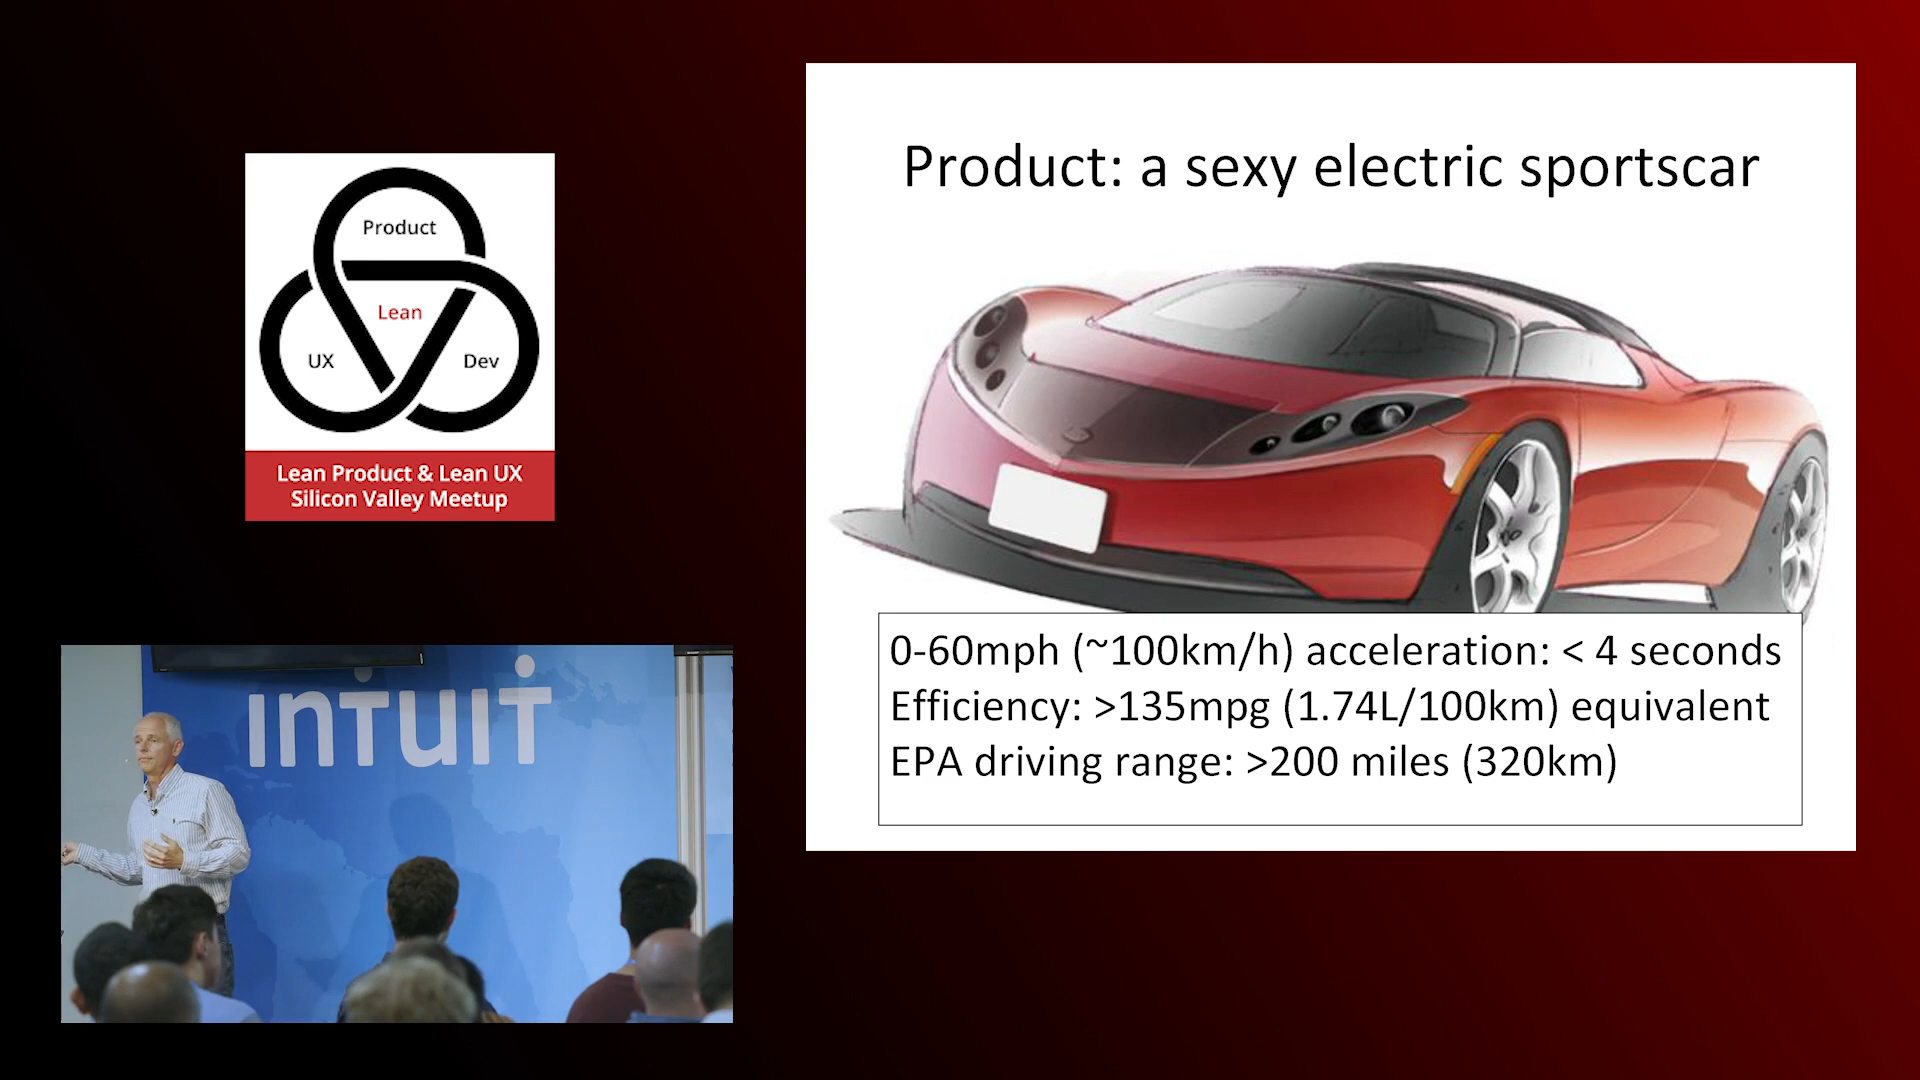 Product
Lean
UX
Dev
Lean Product & Lean UX
Silicon Valley Meetup
Product: a sexy electric sportscar
0-60mph (~100km/h) acceleration: < 4 seconds
Efficiency: >135mpg (1.74L/100km) equivalent
EPA driving range: >200 miles (320km)
INTUIT